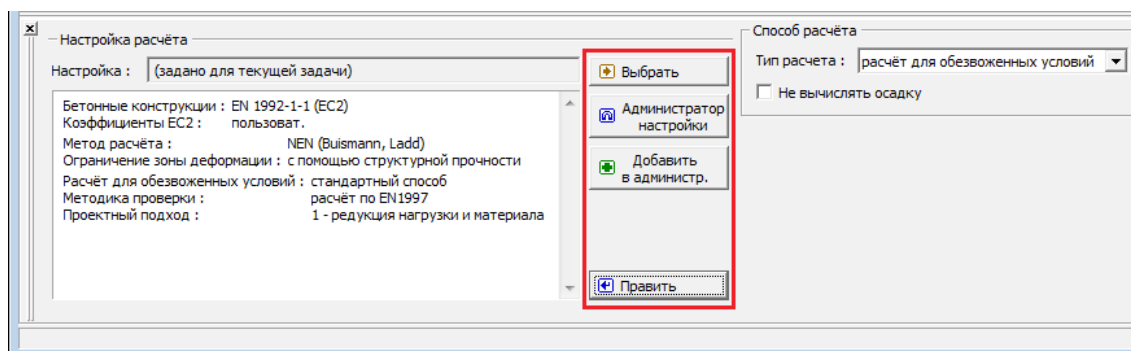 Настройка расчёта
Настройка : (задано для текущей задачи)
Бетонные конструкции : EN 1992-1-1 (EC2)
Коэффициенты EC2 : пользоват.
Метод расчёта : NEN (Buismann, Ladd)
Ограничение зоны деформации : с помощью структурной прочности
Расчёт для обезвоженных условий : стандартный способ
Методика проверки : расчёт по EN1997
Проектный подход : 1 - редукция нагрузки и материала
Выбрать
Администратор
настройки
Добавить
в администр.
Править
Способ расчёта
Тип расчета : расчёт для обезвоженных условий
Не вычислять осадку